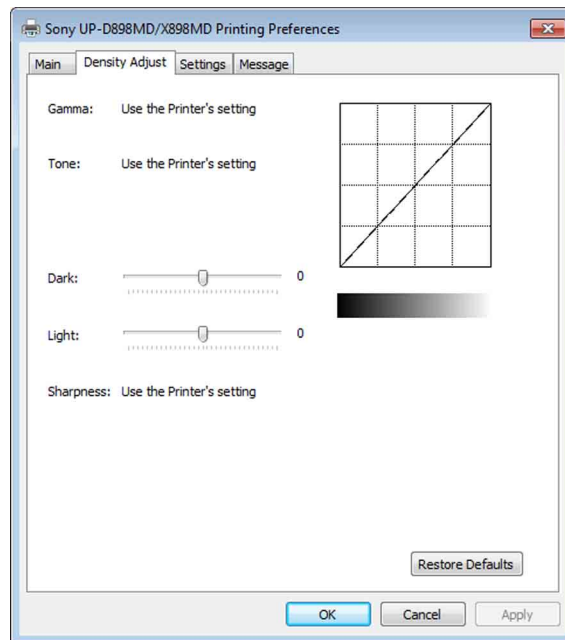 Sony UP-D898MD/X898MD Printing Preferences
Main Density Adjust Settings Message
Gamma: Use the Printer's setting
Tone: Use the Printer's setting
Dark: 0
Light: 0
Sharpness: Use the Printer's setting
Restore Defaults
OK Cancel Apply